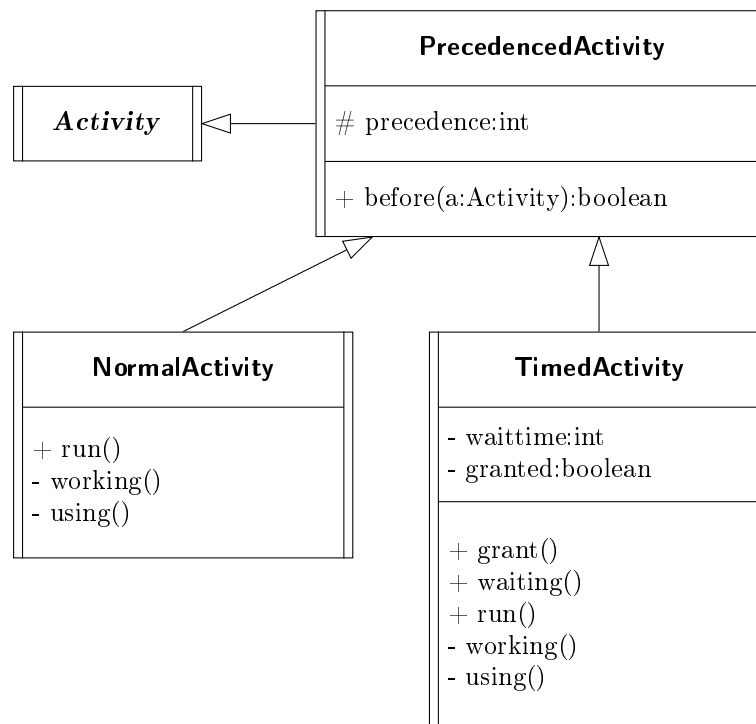 PrecedencedActivity
Activity
# precedence:int
+ before(a:Activity):boolean
NormalActivity
+ run()
- working()
- using()
TimedActivity
- waittime:int
- granted:boolean
+ grant()
+ waiting()
+ run()
- working()
- using()